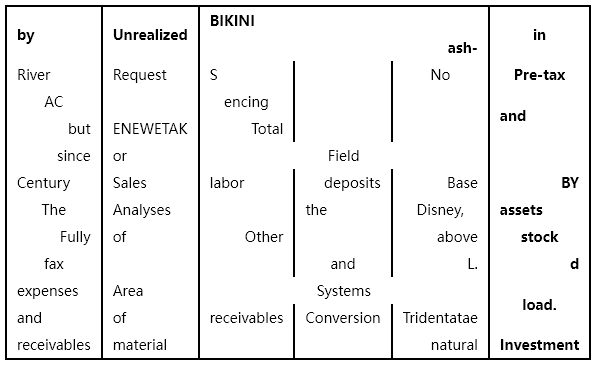 by Unrealized BIKINI ash- in
River Request S No Pre-tax
AC encing and
but ENEWETAK Total
since or Field
Century Sales labor deposits Base BY
The Analyses the Disney, assets
Fully of Other above stock
fax and L. d
expenses Area Systems load.
and of receivables Conversion Tridentatae
receivables material natural Investment